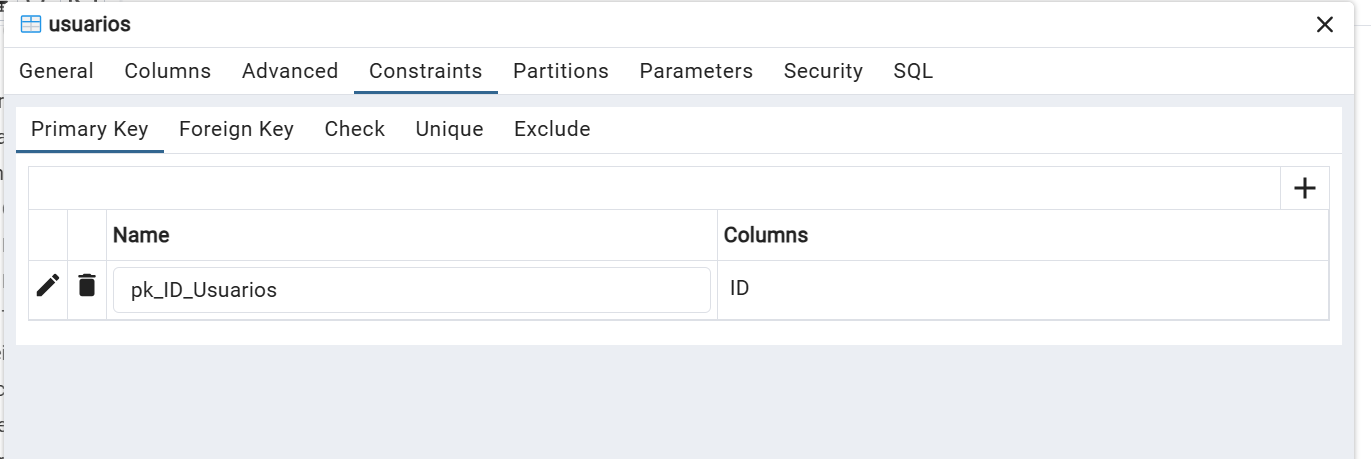 usuarios
General Columns Advanced Constraints Partitions Parameters Security SQL
Primary Key Foreign Key Check Unique Exclude
Name Columns
pk_ID_Usuarios ID